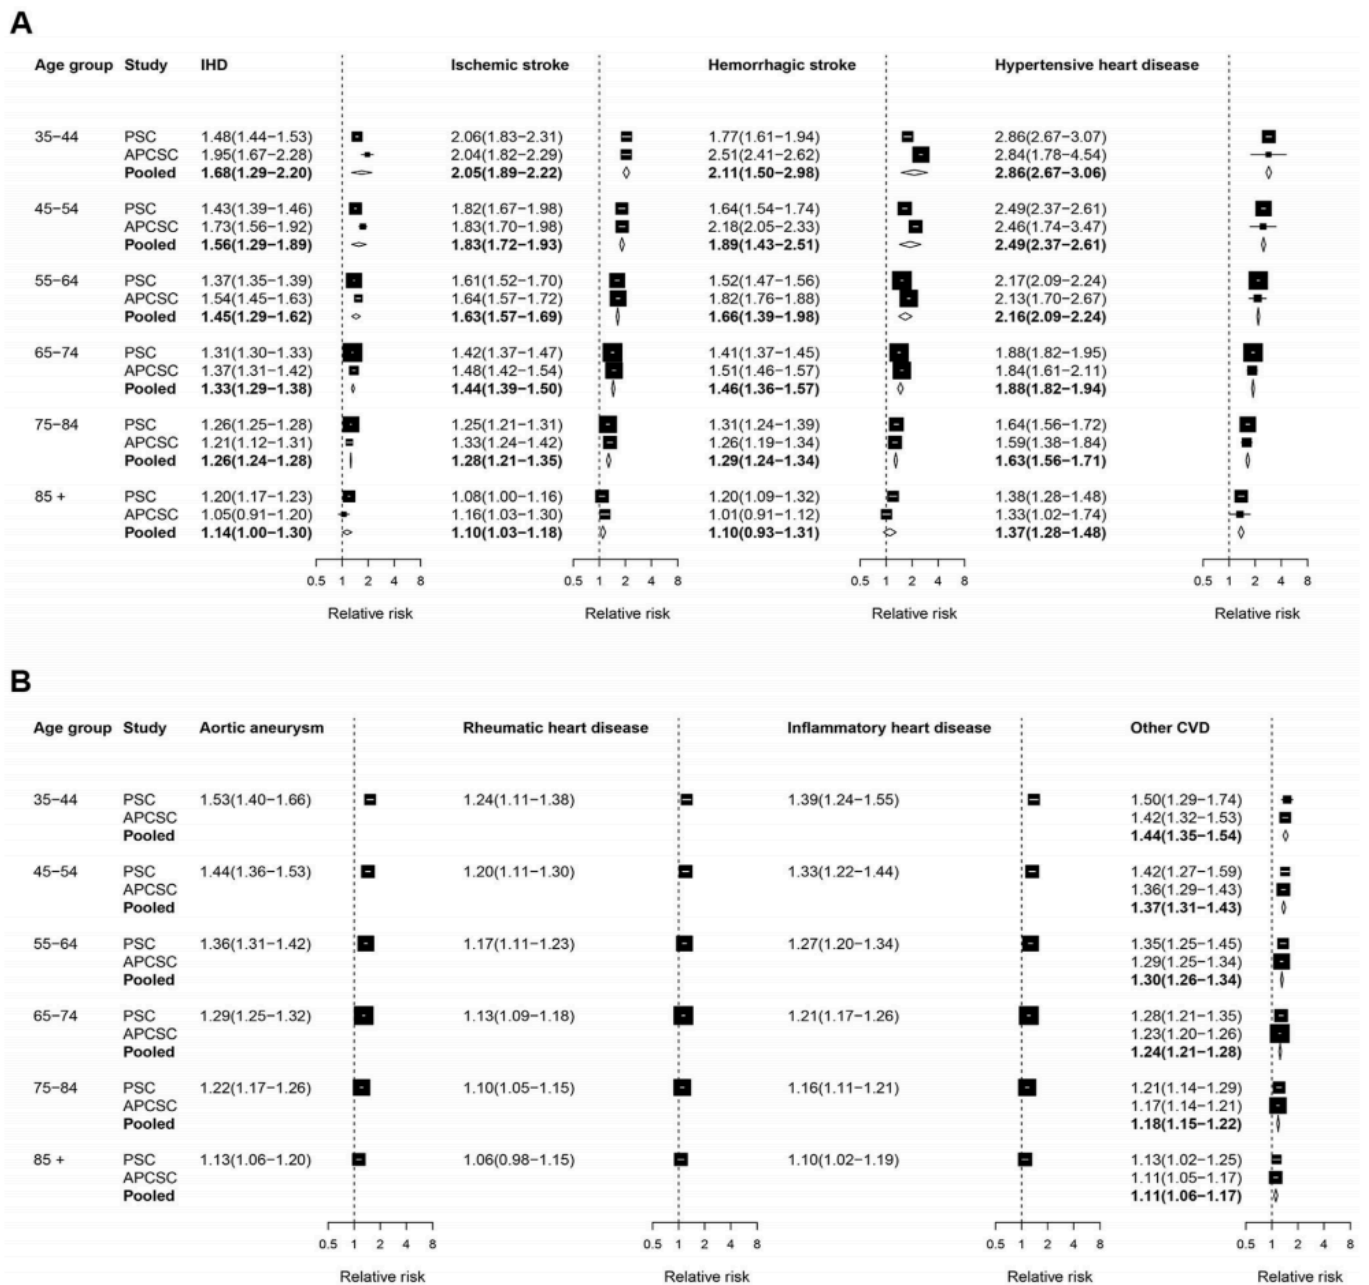 A
Age group Study IHD Ischemic stroke Hemorrhagic stroke Hypertensive heart disease
35−44 PSC 1.48(1.44−1.53) 2.06(1.83−2.31) 1.77(1.61−1.94) 2.86(2.67−3.07)
APCSC 1.95(1.67−2.28) 2.04(1.82−2.29) 2.51(2.41−2.62) 2.84(1.78−4.54)
Pooled 1.68(1.29−2.20) 2.05(1.89−2.22) 2.11(1.50−2.98) 2.86(2.67−3.06)
45−54 PSC 1.43(1.39−1.46) 1.82(1.67−1.98) 1.64(1.54−1.74) 2.49(2.37−2.61)
APCSC 1.73(1.56−1.92) 1.83(1.70−1.98) 2.18(2.05−2.33) 2.46(1.74−3.47)
Pooled 1.56(1.29−1.89) 1.83(1.72−1.93) 1.89(1.43−2.51) 2.49(2.37−2.61)
55−64 PSC 1.37(1.35−1.39) 1.61(1.52−1.70) 1.52(1.47−1.56) 2.17(2.09−2.24)
APCSC 1.54(1.45−1.63) 1.64(1.57−1.72) 1.82(1.76−1.88) 2.13(1.70−2.67)
Pooled 1.45(1.29−1.62) 1.63(1.57−1.69) 1.66(1.39−1.98) 2.16(2.09−2.24)
65−74 PSC 1.31(1.30−1.33) 1.42(1.37−1.47) 1.41(1.37−1.45) 1.88(1.82−1.95)
APCSC 1.37(1.31−1.42) 1.48(1.42−1.54) 1.51(1.46−1.57) 1.84(1.61−2.11)
Pooled 1.33(1.29−1.38) 1.44(1.39−1.50) 1.46(1.36−1.57) 1.88(1.82−1.94)
75−84 PSC 1.26(1.25−1.28) 1.25(1.21−1.31) 1.31(1.24−1.39) 1.64(1.56−1.72)
APCSC 1.21(1.12−1.31) 1.33(1.24−1.42) 1.26(1.19−1.34) 1.59(1.38−1.84)
Pooled 1.26(1.24−1.28) 1.28(1.21−1.35) 1.29(1.24−1.34) 1.63(1.56−1.71)
85 + PSC 1.20(1.17−1.23) 1.08(1.00−1.16) 1.20(1.09−1.32) 1.38(1.28−1.48)
APCSC 1.05(0.91−1.20) 1.16(1.03−1.30) 1.01(0.91−1.12) 1.33(1.02−1.74)
Pooled 1.14(1.00−1.30) 1.10(1.03−1.18) 1.10(0.93−1.31) 1.37(1.28−1.48)
0.5 1 2 4 8 0.5 1 2 4 8 0.5 1 2 4 8 0.5 1 2 4 8
Relative risk Relative risk Relative risk Relative risk
B
Age group Study Aortic aneurysm Rheumatic heart disease Inflammatory heart disease Other CVD
35−44 PSC 1.53(1.40−1.66) 1.24(1.11−1.38) 1.39(1.24−1.55) 1.50(1.29−1.74)
APCSC 1.42(1.32−1.53)
Pooled 1.44(1.35−1.54)
45−54 PSC 1.44(1.36−1.53) 1.20(1.11−1.30) 1.33(1.22−1.44) 1.42(1.27−1.59)
APCSC 1.36(1.29−1.43)
Pooled 1.37(1.31−1.43)
55−64 PSC 1.36(1.31−1.42) 1.17(1.11−1.23) 1.27(1.20−1.34) 1.35(1.25−1.45)
APCSC 1.29(1.25−1.34)
Pooled 1.30(1.26−1.34)
65−74 PSC 1.29(1.25−1.32) 1.13(1.09−1.18) 1.21(1.17−1.26) 1.28(1.21−1.35)
APCSC 1.23(1.20−1.26)
Pooled 1.24(1.21−1.28)
75−84 PSC 1.22(1.17−1.26) 1.10(1.05−1.15) 1.16(1.11−1.21) 1.21(1.14−1.29)
APCSC 1.17(1.14−1.21)
Pooled 1.18(1.15−1.22)
85 + PSC 1.13(1.06−1.20) 1.06(0.98−1.15) 1.10(1.02−1.19) 1.13(1.02−1.25)
APCSC 1.11(1.05−1.17)
Pooled 1.11(1.06−1.17)
0.5 1 2 4 8 0.5 1 2 4 8 0.5 1 2 4 8 0.5 1 2 4 8
Relative risk Relative risk Relative risk Relative risk